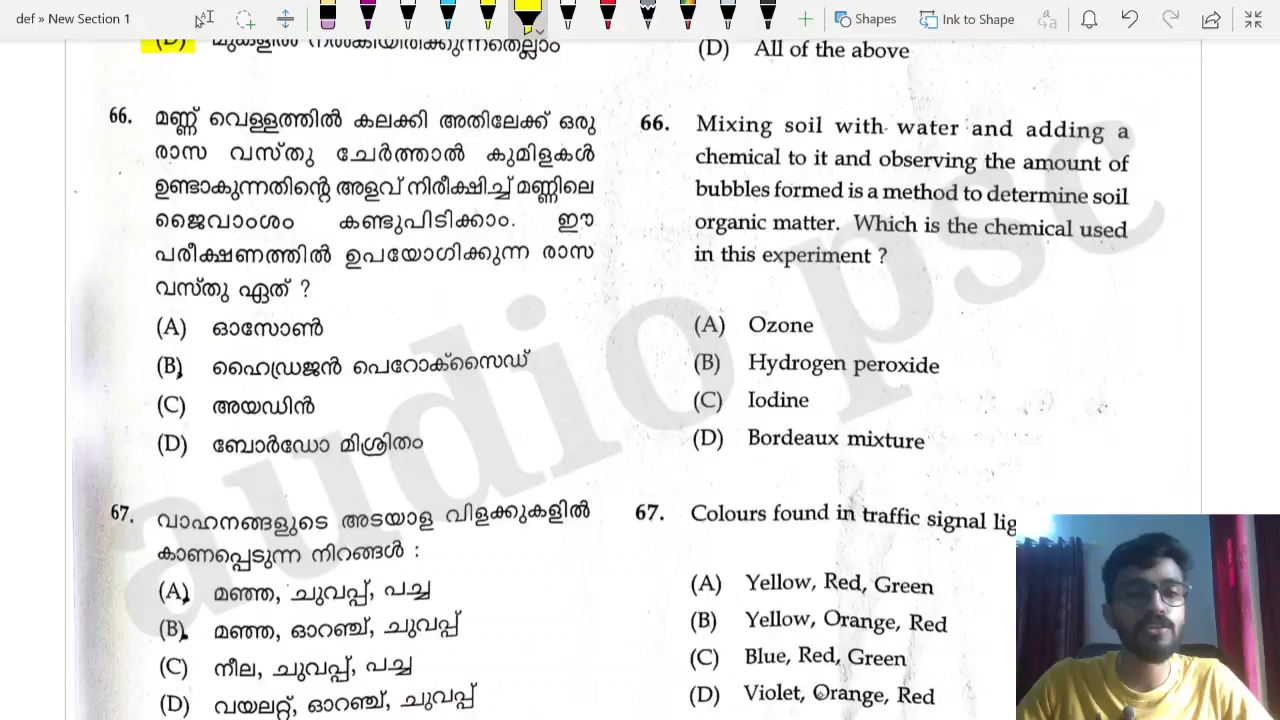 def » New Section 1
Shapes
Ink to Shape
(D) മുകളിൽ നൽകിയിരിക്കുന്നതെല്ലാം
(D) All of the above
66. മണ്ണ് വെള്ളത്തിൽ കലക്കി അതിലേക്ക് ഒരു
രാസ വസ്തു ചേർത്താൽ കുമിളകൾ
ഉണ്ടാകുന്നതിന്റെ അളവ് നിരീക്ഷിച്ച് മണ്ണിലെ
ജൈവാംശം കണ്ടുപിടിക്കാം. ഈ
പരീക്ഷണത്തിൽ ഉപയോഗിക്കുന്ന രാസ
വസ്തു ഏത് ?
(A) ഓസോൺ
(B) ഹൈഡ്രജൻ പെറോക്സൈഡ്
(C) അയഡിൻ
(D) ബോർഡോ മിശ്രിതം
66. Mixing soil with water and adding a
chemical to it and observing the amount of
bubbles formed is a method to determine soil
organic matter. Which is the chemical used
in this experiment ?
(A) Ozone
(B) Hydrogen peroxide
(C) Iodine
(D) Bordeaux mixture
67. വാഹനങ്ങളുടെ അടയാള വിളക്കുകളിൽ
കാണപ്പെടുന്ന നിറങ്ങൾ :
(A) മഞ്ഞ, ചുവപ്പ്, പച്ച
(B) മഞ്ഞ, ഓറഞ്ച്, ചുവപ്പ്
(C) നീല, ചുവപ്പ്, പച്ച
(D) വയലറ്റ്, ഓറഞ്ച്, ചുവപ്പ്
67. Colours found in traffic signal lig
(A) Yellow, Red, Green
(B) Yellow, Orange, Red
(C) Blue, Red, Green
(D) Violet, Orange, Red
audio psc